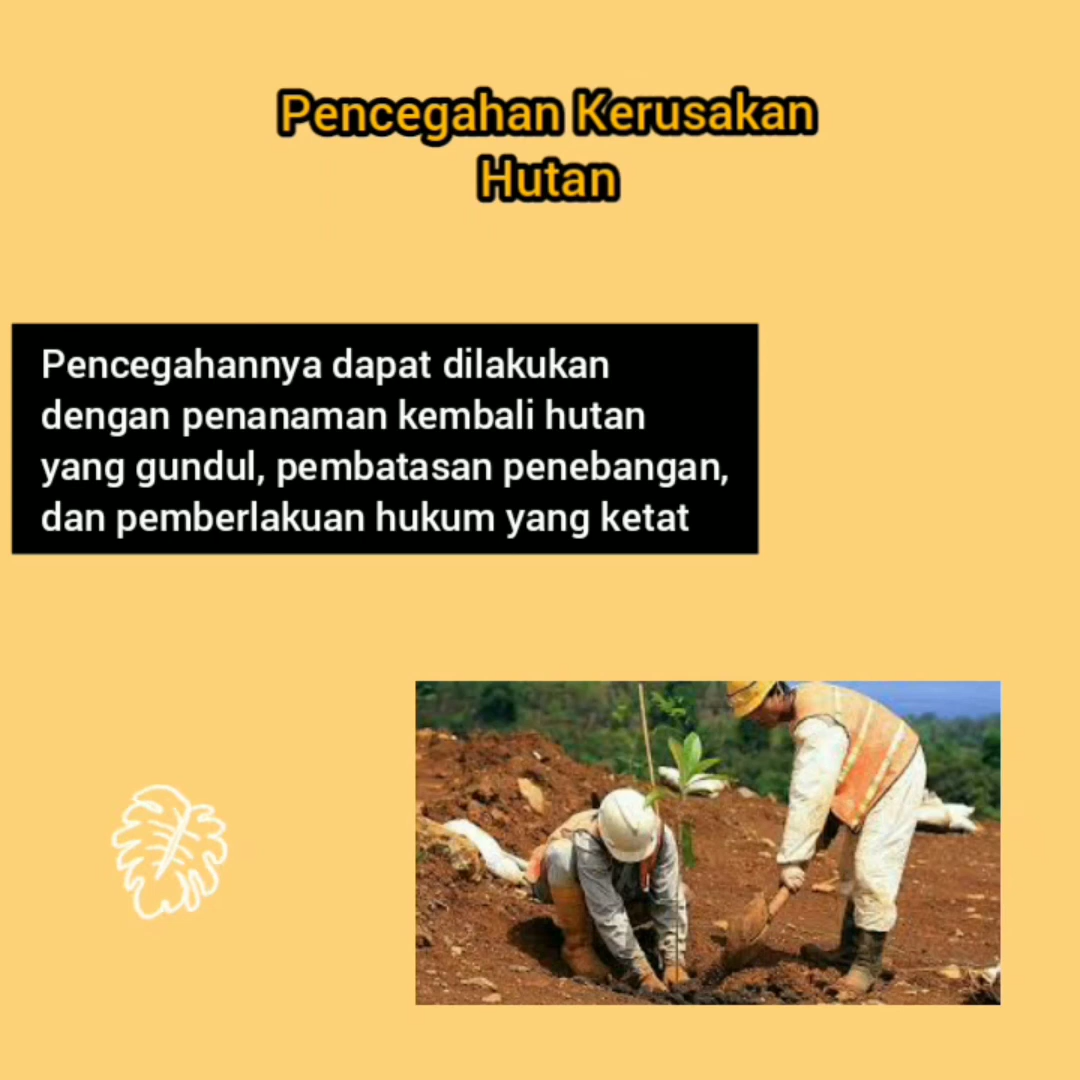 Pencegahan Kerusakan
Hutan
Pencegahannya dapat dilakukan
dengan penanaman kembali hutan
yang gundul, pembatasan penebangan,
dan pemberlakuan hukum yang ketat